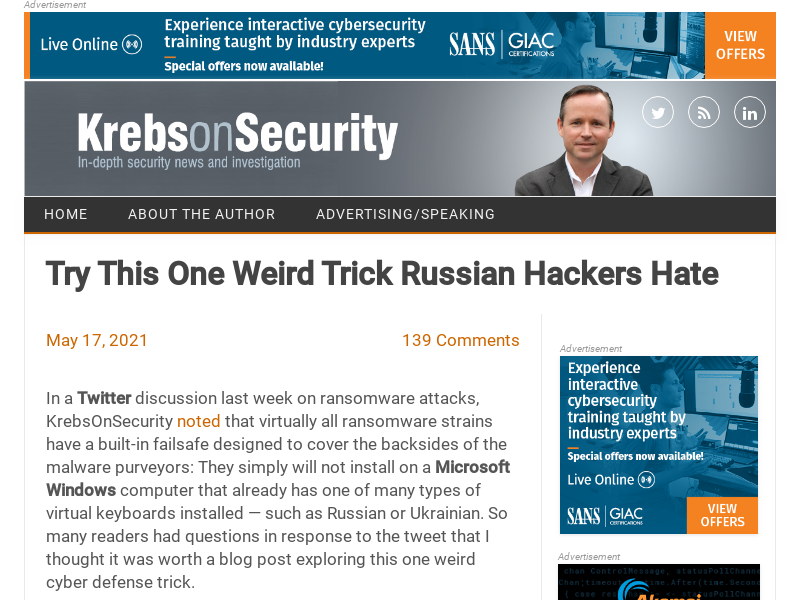 Advertisement
Live Online
Experience interactive cybersecurity
training taught by industry experts
Special offers now available!
SANS GIAC
CERTIFICATIONS
VIEW
OFFERS
KrebsonSecurity
In-depth security news and investigation
HOME ABOUT THE AUTHOR ADVERTISING/SPEAKING
Try This One Weird Trick Russian Hackers Hate
May 17, 2021 139 Comments
In a Twitter discussion last week on ransomware attacks,
KrebsOnSecurity noted that virtually all ransomware strains
have a built-in failsafe designed to cover the backsides of the
malware purveyors: They simply will not install on a Microsoft
Windows computer that already has one of many types of
virtual keyboards installed — such as Russian or Ukrainian. So
many readers had questions in response to the tweet that I
thought it was worth a blog post exploring this one weird
cyber defense trick.
Advertisement
Experience
interactive
cybersecurity
training taught by
industry experts
Special offers now available!
Live Online
SANS GIAC
CERTIFICATIONS
VIEW
OFFERS
Advertisement
chan ControlMessage, statusPollChannel
Akamai